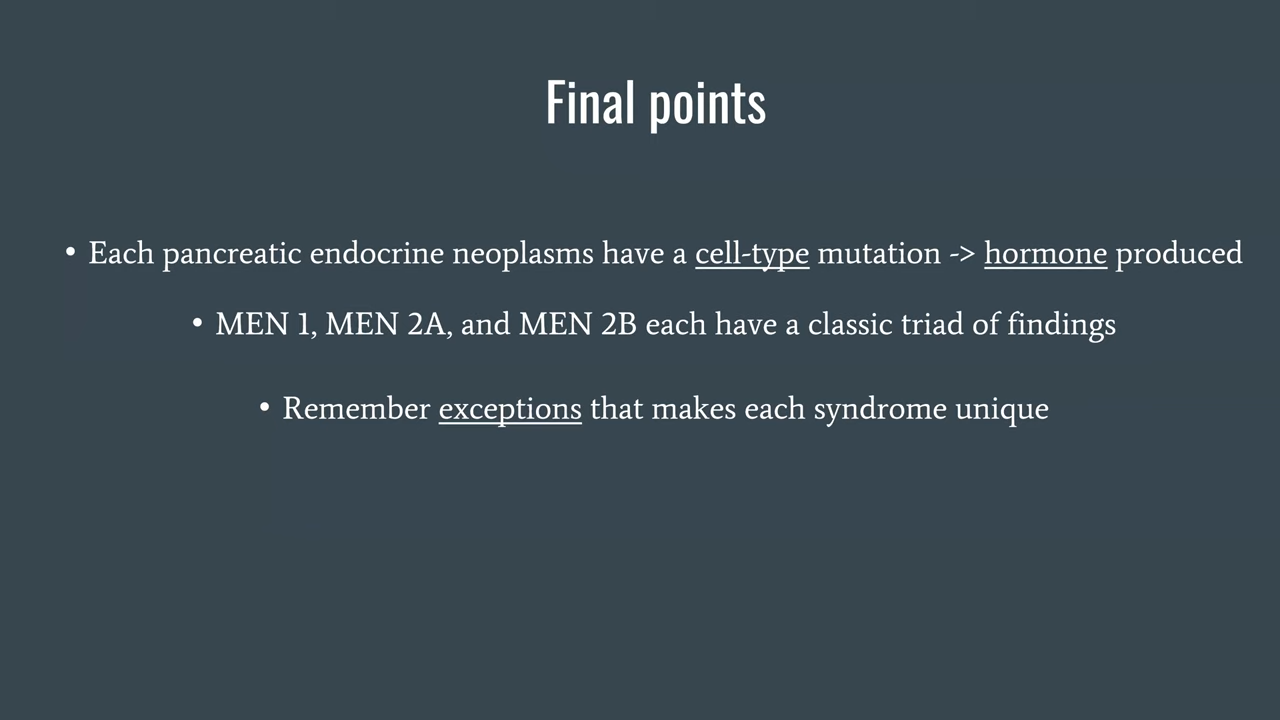 Final points
• Each pancreatic endocrine neoplasms have a cell-type mutation -> hormone produced
• MEN 1, MEN 2A, and MEN 2B each have a classic triad of findings
• Remember exceptions that makes each syndrome unique